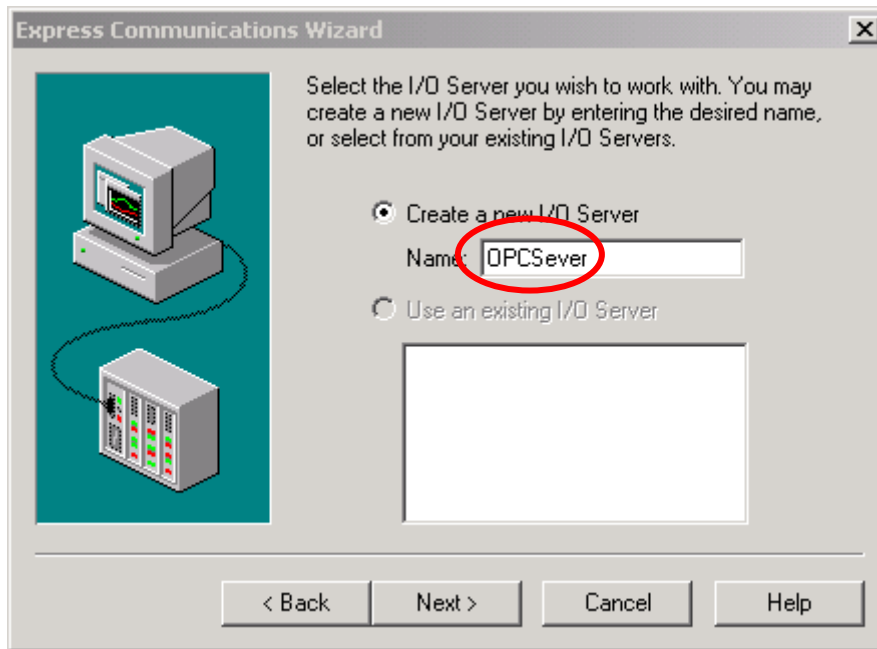 Express Communications Wizard
Select the I/O Server you wish to work with. You may
create a new I/O Server by entering the desired name,
or select from your existing I/O Servers.
Create a new I/O Server
Name: OPCSever
Use an existing I/O Server
< Back Next > Cancel Help